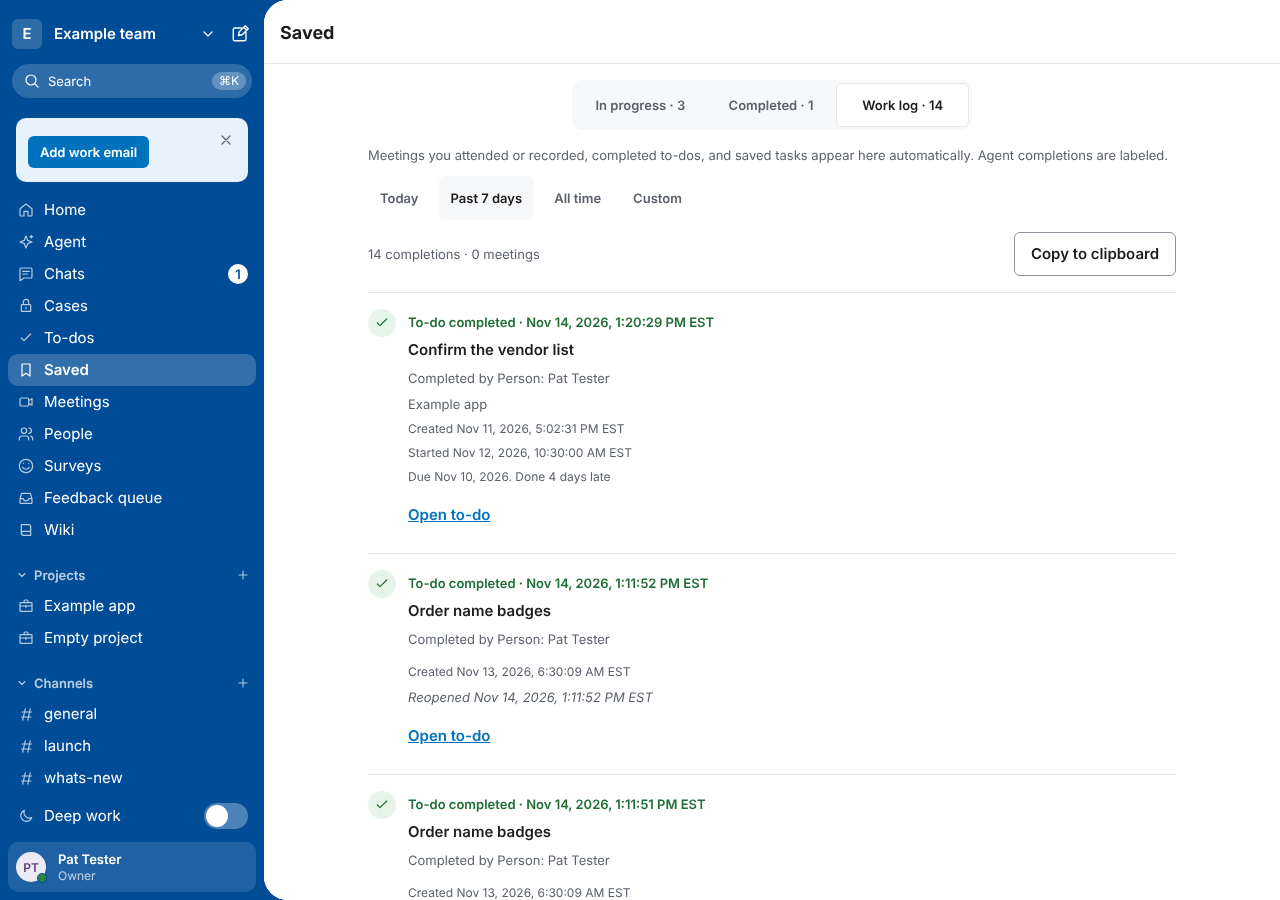 E
Example team
Search
⌘K
Add work email
Home
Agent
Chats
1
Cases
To-dos
Saved
Meetings
People
Surveys
Feedback queue
Wiki
Projects
Example app
Empty project
Channels
# general
# launch
# whats-new
Deep work
PT
Pat Tester
Owner
Saved
In progress · 3
Completed · 1
Work log · 14
Meetings you attended or recorded, completed to-dos, and saved tasks appear here automatically. Agent completions are labeled.
Today
Past 7 days
All time
Custom
14 completions · 0 meetings
Copy to clipboard
To-do completed · Nov 14, 2026, 1:20:29 PM EST
Confirm the vendor list
Completed by Person: Pat Tester
Example app
Created Nov 11, 2026, 5:02:31 PM EST
Started Nov 12, 2026, 10:30:00 AM EST
Due Nov 10, 2026. Done 4 days late
Open to-do
To-do completed · Nov 14, 2026, 1:11:52 PM EST
Order name badges
Completed by Person: Pat Tester
Created Nov 13, 2026, 6:30:09 AM EST
Reopened Nov 14, 2026, 1:11:52 PM EST
Open to-do
To-do completed · Nov 14, 2026, 1:11:51 PM EST
Order name badges
Completed by Person: Pat Tester
Created Nov 13, 2026, 6:30:09 AM EST